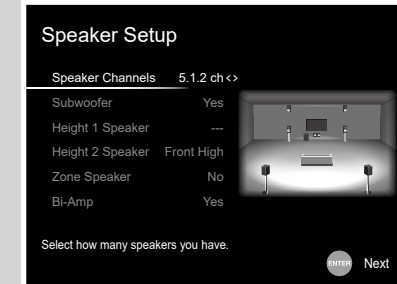 Speaker Setup
Speaker Channels 5.1.2 ch <>
Subwoofer Yes
Height 1 Speaker ---
Height 2 Speaker Front High
Zone Speaker No
Bi-Amp Yes
Select how many speakers you have.
ENTER Next